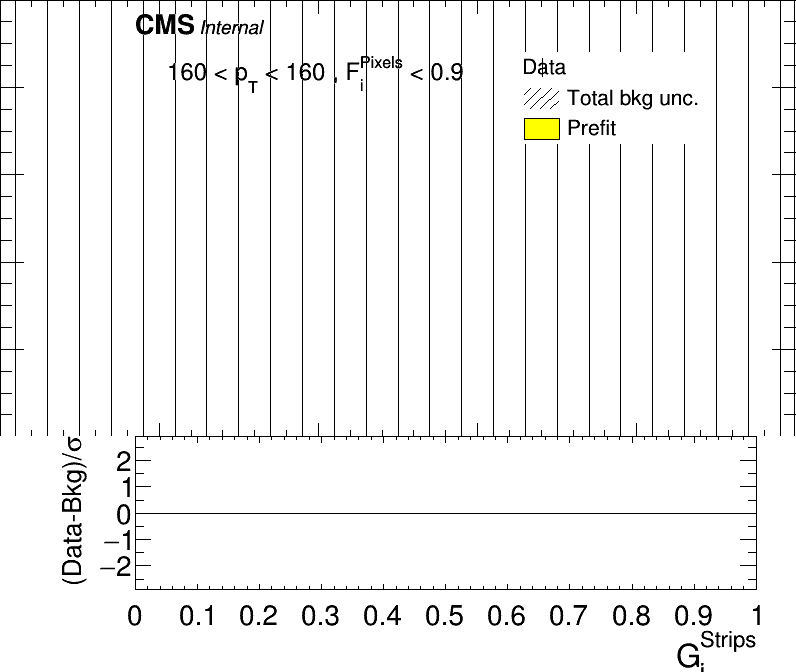 CMS Internal
160 < p_T < 160 , F_i^Pixels < 0.9
Data
Total bkg unc.
Prefit
(Data-Bkg)/σ
2
1
0
−1
−2
0 0.1 0.2 0.3 0.4 0.5 0.6 0.7 0.8 0.9 1
G_i^Strips